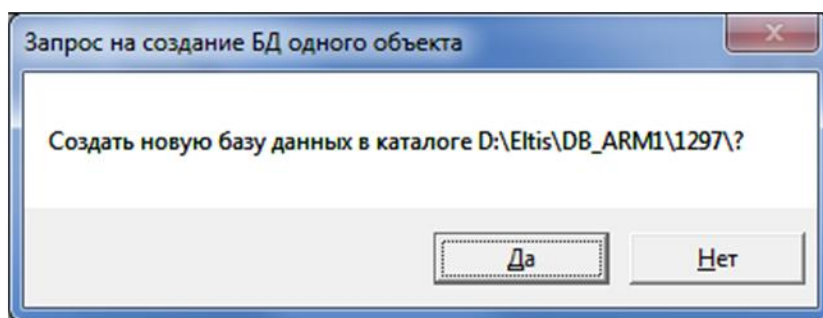 Запрос на создание БД одного объекта
Создать новую базу данных в каталоге D:\Eltis\DB_ARM1\1297\?
Да
Нет